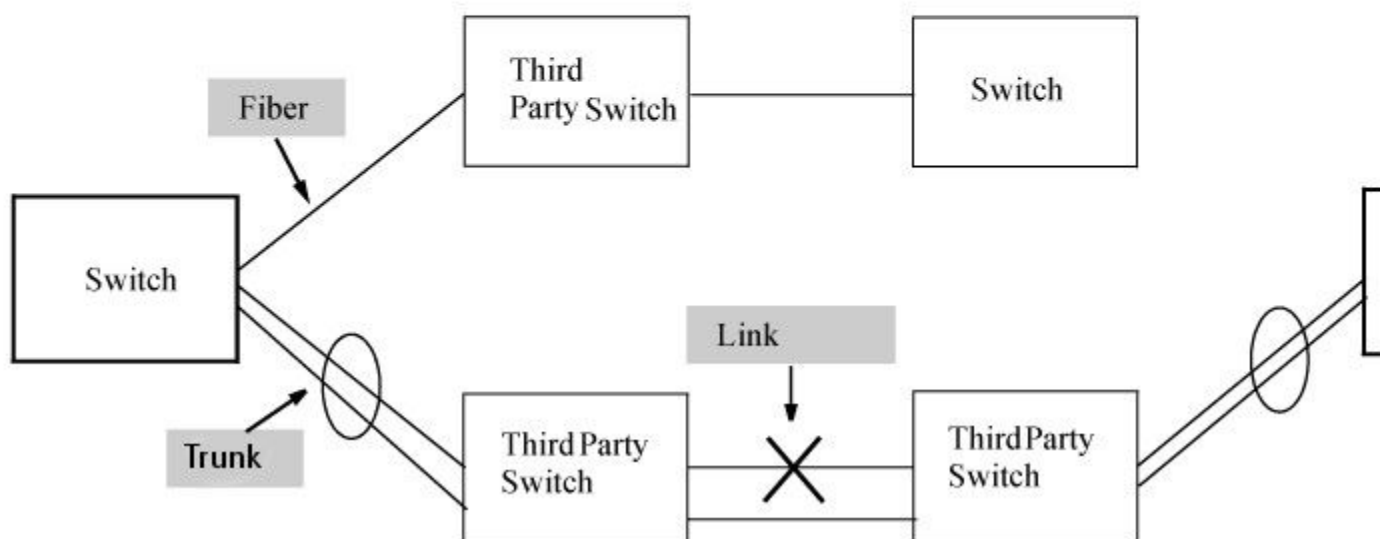 Third
Party Switch
Switch
Fiber
Switch
Link
Trunk
Third Party
Switch
Third Party
Switch